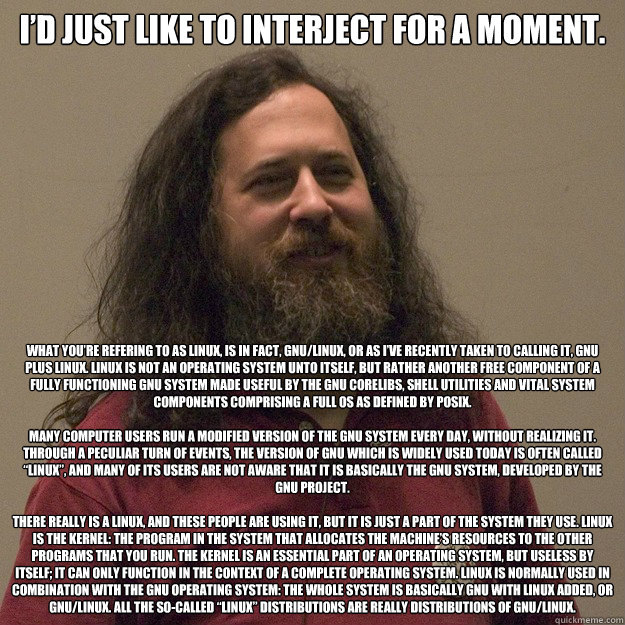 I'D JUST LIKE TO INTERJECT FOR A MOMENT.
WHAT YOU'RE REFERING TO AS LINUX, IS IN FACT, GNU/LINUX, OR AS I'VE RECENTLY TAKEN TO CALLING IT, GNU
PLUS LINUX. LINUX IS NOT AN OPERATING SYSTEM UNTO ITSELF, BUT RATHER ANOTHER FREE COMPONENT OF A
FULLY FUNCTIONING GNU SYSTEM MADE USEFUL BY THE GNU CORELIBS, SHELL UTILITIES AND VITAL SYSTEM
COMPONENTS COMPRISING A FULL OS AS DEFINED BY POSIX.
MANY COMPUTER USERS RUN A MODIFIED VERSION OF THE GNU SYSTEM EVERY DAY, WITHOUT REALIZING IT.
THROUGH A PECULIAR TURN OF EVENTS, THE VERSION OF GNU WHICH IS WIDELY USED TODAY IS OFTEN CALLED
“LINUX”, AND MANY OF ITS USERS ARE NOT AWARE THAT IT IS BASICALLY THE GNU SYSTEM, DEVELOPED BY THE
GNU PROJECT.
THERE REALLY IS A LINUX, AND THESE PEOPLE ARE USING IT, BUT IT IS JUST A PART OF THE SYSTEM THEY USE. LINUX
IS THE KERNEL: THE PROGRAM IN THE SYSTEM THAT ALLOCATES THE MACHINE'S RESOURCES TO THE OTHER
PROGRAMS THAT YOU RUN. THE KERNEL IS AN ESSENTIAL PART OF AN OPERATING SYSTEM, BUT USELESS BY
ITSELF; IT CAN ONLY FUNCTION IN THE CONTEXT OF A COMPLETE OPERATING SYSTEM. LINUX IS NORMALLY USED IN
COMBINATION WITH THE GNU OPERATING SYSTEM: THE WHOLE SYSTEM IS BASICALLY GNU WITH LINUX ADDED, OR
GNU/LINUX. ALL THE SO-CALLED “LINUX” DISTRIBUTIONS ARE REALLY DISTRIBUTIONS OF GNU/LINUX.
quickmeme.com